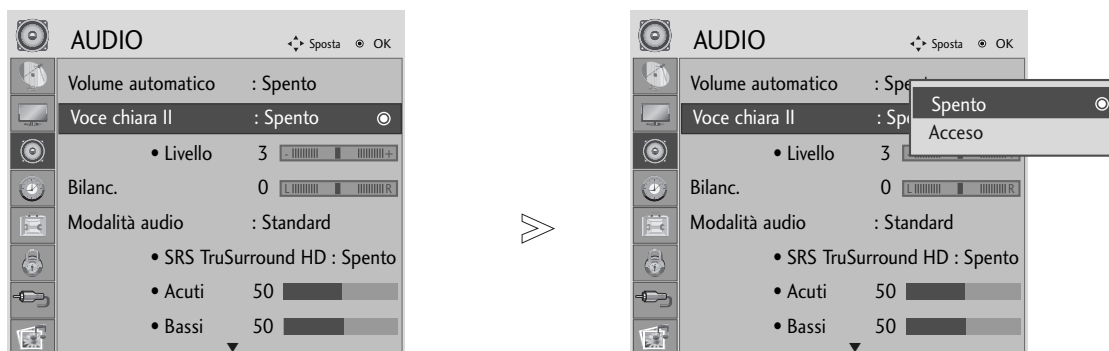 AUDIO Sposta OK
Volume automatico : Spento
Voce chiara II : Spento
• Livello 3 - +
Bilanc. 0 L R
Modalità audio : Standard
• SRS TruSurround HD : Spento
• Acuti 50
• Bassi 50
AUDIO Sposta OK
Volume automatico : Spe
Voce chiara II : Sp
Spento
Acceso
• Livello 3
Bilanc. 0 L R
Modalità audio : Standard
• SRS TruSurround HD : Spento
• Acuti 50
• Bassi 50